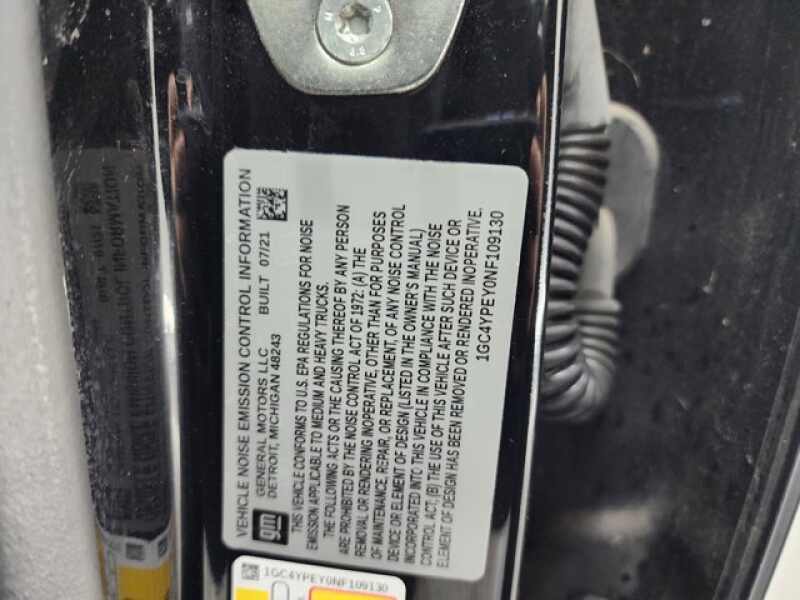 VEHICLE NOISE EMISSION CONTROL INFORMATION
gm
GENERAL MOTORS LLC
DETROIT, MICHIGAN 48243 BUILT 07/21
THIS VEHICLE CONFORMS TO U.S. EPA REGULATIONS FOR NOISE
EMISSION APPLICABLE TO MEDIUM AND HEAVY TRUCKS.
THE FOLLOWING ACTS OR THE CAUSING THEREOF BY ANY PERSON
ARE PROHIBITED BY THE NOISE CONTROL ACT OF 1972: (A) THE
REMOVAL OR RENDERING INOPERATIVE, OTHER THAN FOR PURPOSES
OF MAINTENANCE, REPAIR, OR REPLACEMENT, OF ANY NOISE CONTROL
DEVICE OR ELEMENT OF DESIGN (LISTED IN THE OWNER'S MANUAL)
INCORPORATED INTO THIS VEHICLE IN COMPLIANCE WITH THE NOISE
CONTROL ACT; (B) THE USE OF THIS VEHICLE AFTER SUCH DEVICE OR
ELEMENT OF DESIGN HAS BEEN REMOVED OR RENDERED INOPERATIVE.
1GC4YPEY0NF109130
1GC4YPEY0NF109130